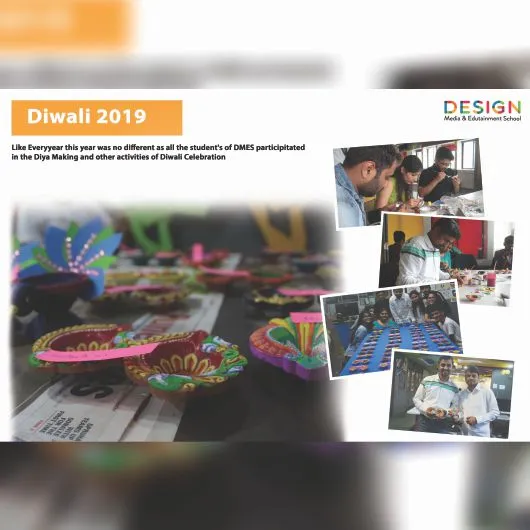 Diwali 2019
DESIGN
Media & Edutainment School
Like Everyyear this year was no different as all the student's of DMES participitated
in the Diya Making and other activities of Diwali Celebration